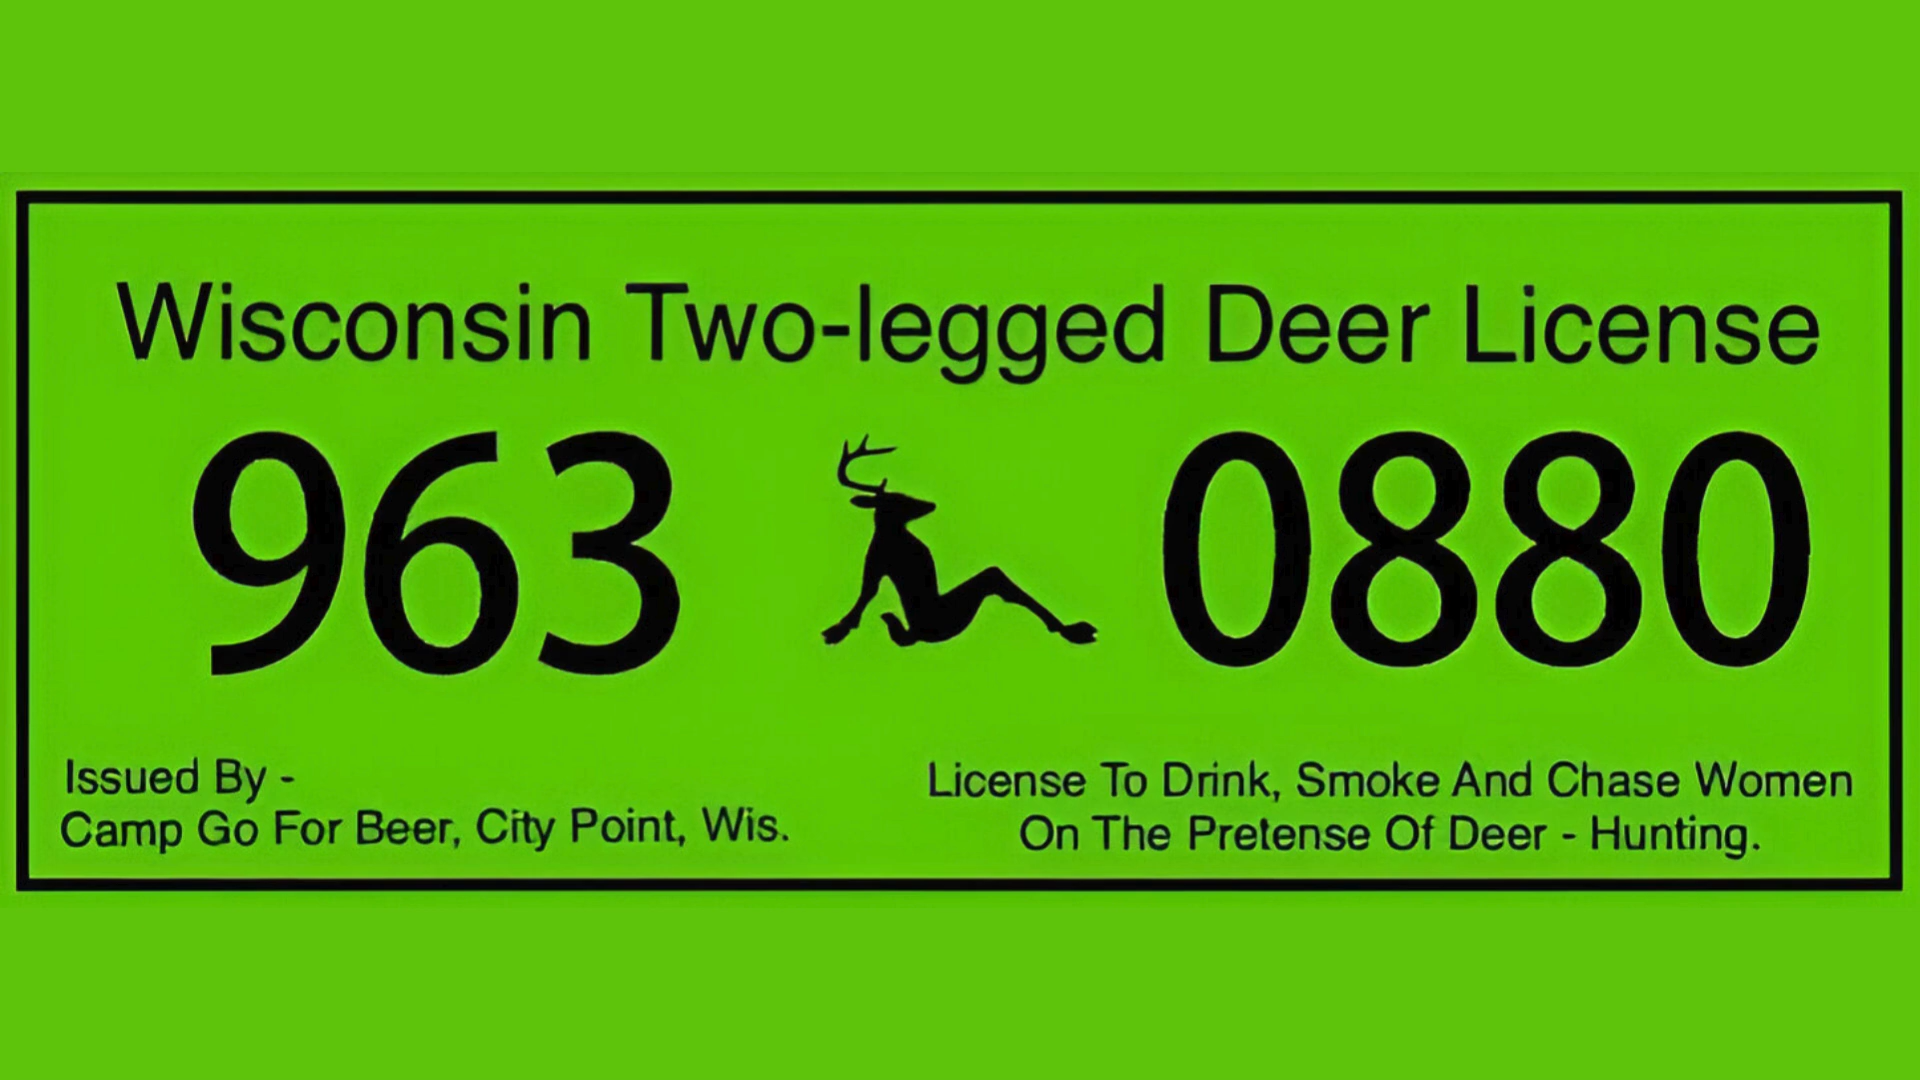 Wisconsin Two-legged Deer License
963 0880
Issued By -
Camp Go For Beer, City Point, Wis.
License To Drink, Smoke And Chase Women
On The Pretense Of Deer - Hunting.